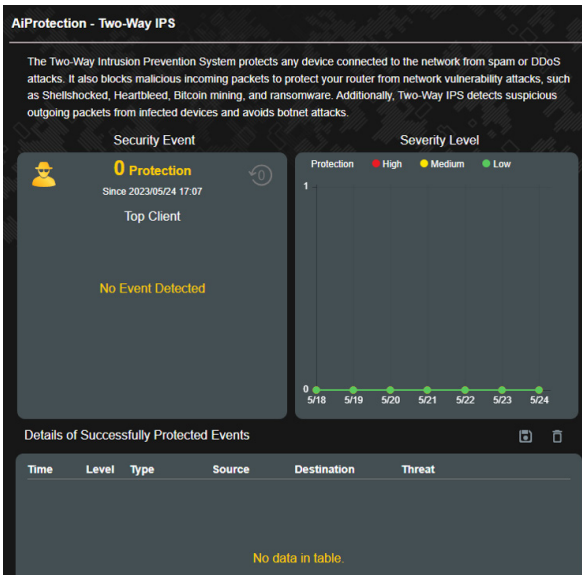 AiProtection - Two-Way IPS
The Two-Way Intrusion Prevention System protects any device connected to the network from spam or DDoS
attacks. It also blocks malicious incoming packets to protect your router from network vulnerability attacks, such
as Shellshocked, Heartbleed, Bitcoin mining, and ransomware. Additionally, Two-Way IPS detects suspicious
outgoing packets from infected devices and avoids botnet attacks.
Security Event
0 Protection
0
Since 2023/05/24 17:07
Top Client
No Event Detected
Severity Level
Protection High Medium Low
1
0
5/18 5/19 5/20 5/21 5/22 5/23 5/24
Details of Successfully Protected Events
Time Level Type Source Destination Threat
No data in table.